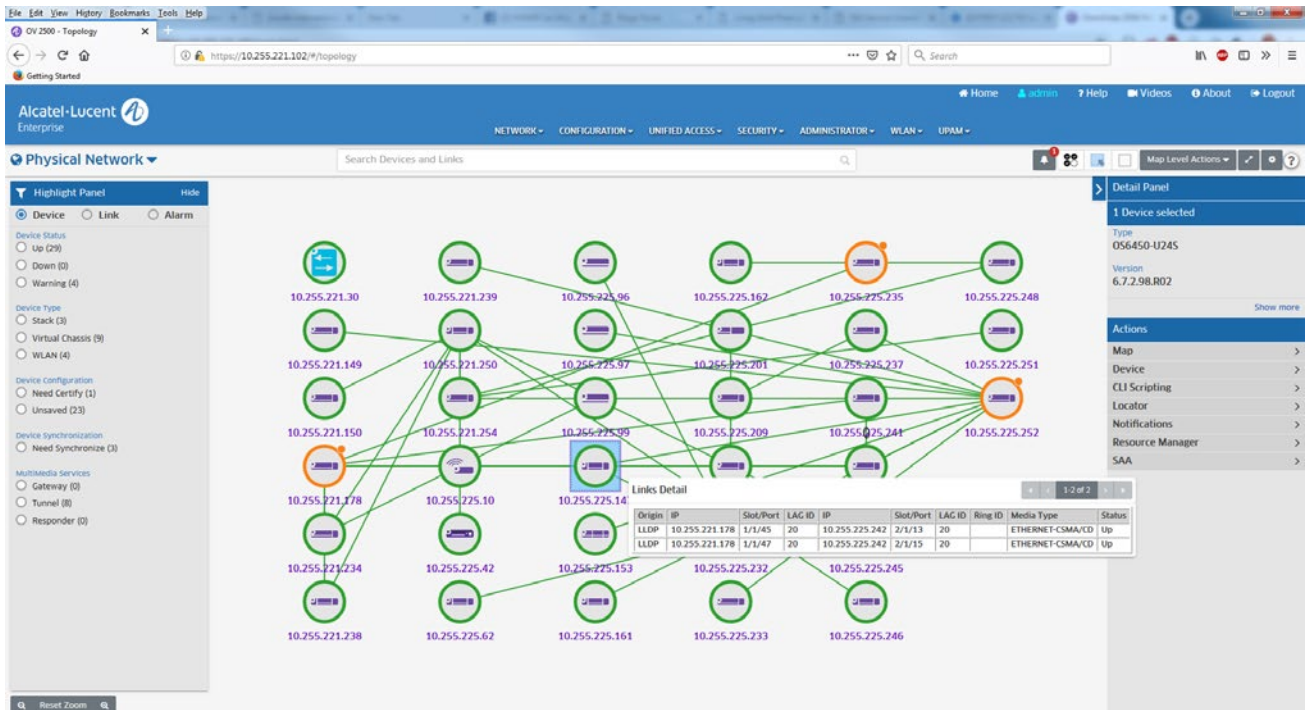 File Edit View History Bookmarks Tools Help
OV 2500 - Topology
https://10.255.221.102/#/topology
Search
Getting Started
Alcatel·Lucent
Enterprise
Home admin ? Help Videos About Logout
NETWORK CONFIGURATION UNIFIED ACCESS SECURITY ADMINISTRATOR WLAN UPAM
Physical Network
Search Devices and Links
1
Map Level Actions
?
Highlight Panel Hide
Device Link Alarm
Device Status
Up (29)
Down (0)
Warning (4)
Device Type
Stack (3)
Virtual Chassis (9)
WLAN (4)
Device Configuration
Need Certify (1)
Unsaved (23)
Device Synchronization
Need Synchronize (3)
MultiMedia Services
Gateway (0)
Tunnel (8)
Responder (0)
Reset Zoom
10.255.221.30 10.255.221.239 10.255.225.96 10.255.225.162 10.255.225.235 10.255.225.248
10.255.221.149 10.255.221.250 10.255.225.97 10.255.225.201 10.255.225.237 10.255.225.251
10.255.221.150 10.255.221.254 10.255.225.99 10.255.225.209 10.255.225.241 10.255.225.252
10.255.221.178 10.255.225.10 10.255.225.14
10.255.221.234 10.255.225.42 10.255.225.153 10.255.225.232 10.255.225.245
10.255.221.238 10.255.225.62 10.255.225.161 10.255.225.233 10.255.225.246
Links Detail
1-2 of 2
Origin IP Slot/Port LAG ID IP Slot/Port LAG ID Ring ID Media Type Status
LLDP 10.255.221.178 1/1/45 20 10.255.225.242 2/1/13 20 ETHERNET-CSMA/CD Up
LLDP 10.255.221.178 1/1/47 20 10.255.225.242 2/1/15 20 ETHERNET-CSMA/CD Up
Detail Panel
1 Device selected
Type
OS6450-U24S
Version
6.7.2.98.R02
Show more
Actions
Map
Device
CLI Scripting
Locator
Notifications
Resource Manager
SAA